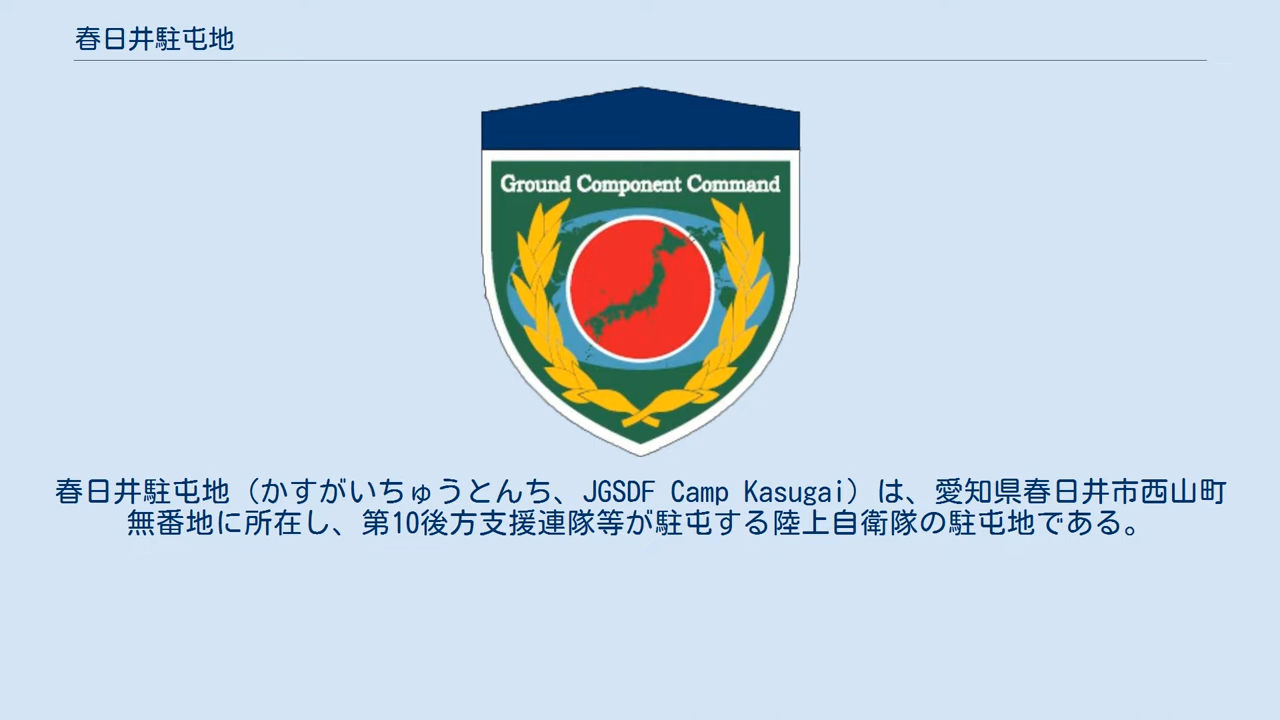 春日井駐屯地
Ground Component Command
春日井駐屯地（かすがいちゅうとんち、JGSDF Camp Kasugai）は、愛知県春日井市西山町
無番地に所在し、第10後方支援連隊等が駐屯する陸上自衛隊の駐屯地である。